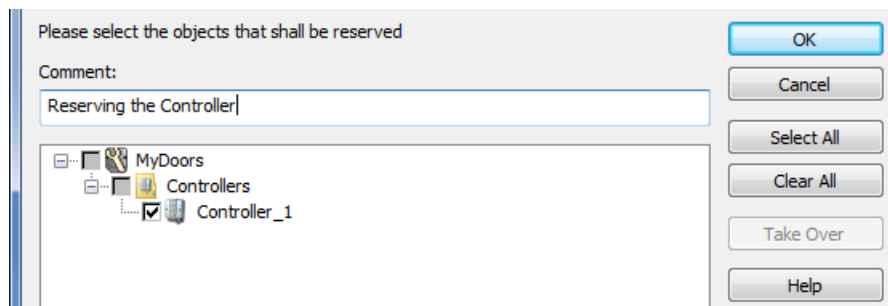 Please select the objects that shall be reserved
OK
Comment:
Cancel
Reserving the Controller
Select All
MyDoors
Controllers
Clear All
Controller_1
Take Over
Help